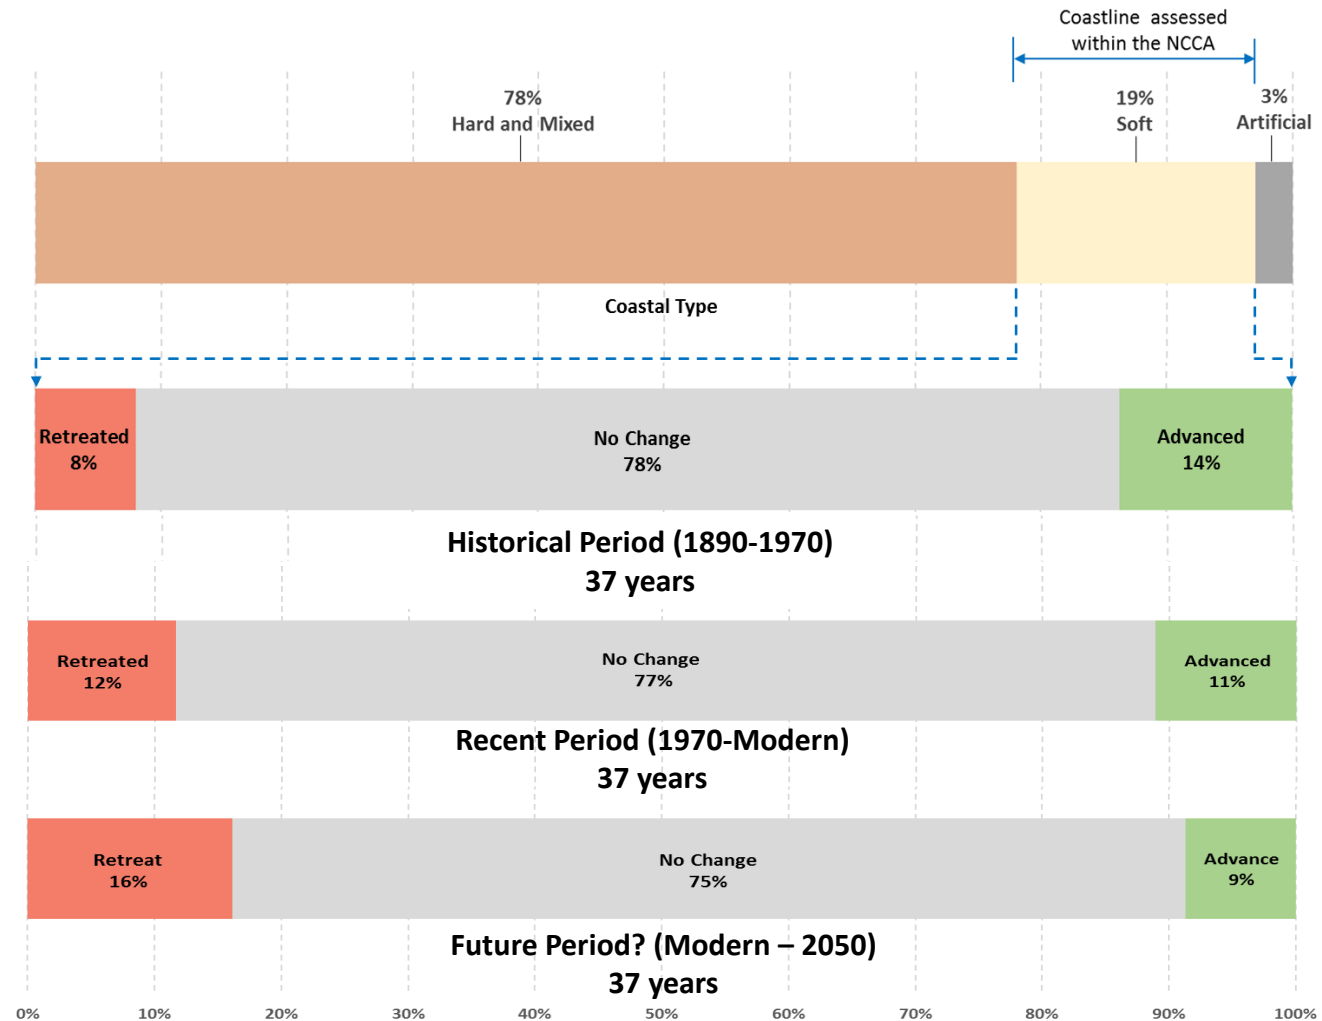 Coastline assessed
within the NCCA
78%
Hard and Mixed
19%
Soft
3%
Artificial
Coastal Type
Retreated
8%
No Change
78%
Advanced
14%
Historical Period (1890-1970)
37 years
Retreated
12%
No Change
77%
Advanced
11%
Recent Period (1970-Modern)
37 years
Retreat
16%
No Change
75%
Advance
9%
Future Period? (Modern – 2050)
37 years
0% 10% 20% 30% 40% 50% 60% 70% 80% 90% 100%